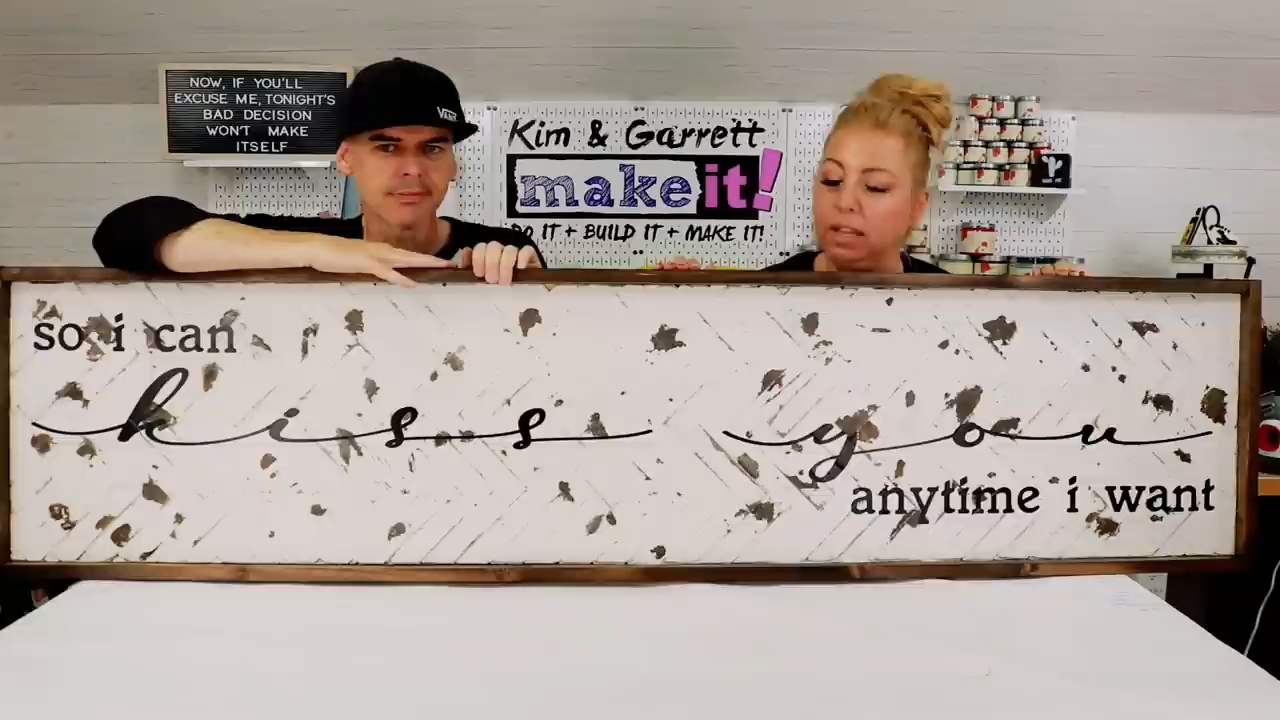 NOW, IF YOU'LL
EXCUSE ME, TONIGHT'S
BAD DECISION
WON'T MAKE
ITSELF
VANS
Kim & Garrett
make it!
DO IT + BUILD IT + MAKE IT!
so i can
kiss you
anytime i want